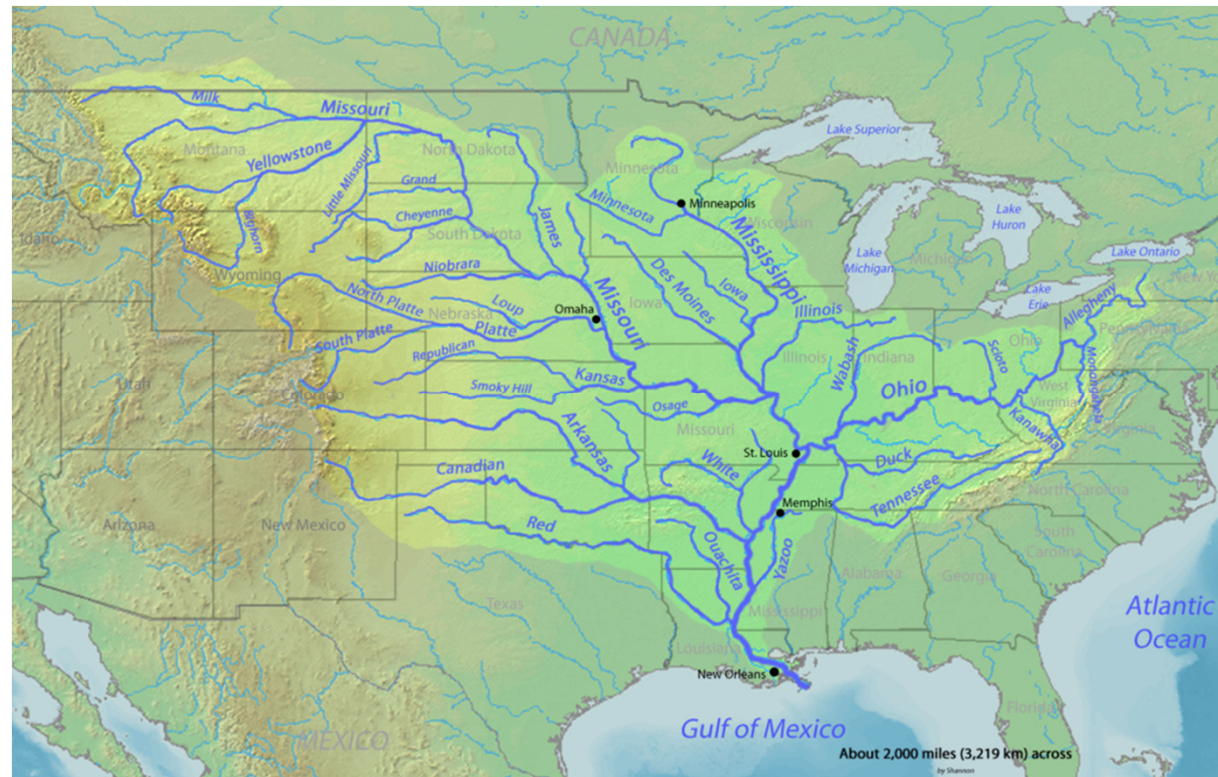 CANADA
Milk
Missouri
Lake Superior
Montana
Yellowstone
North Dakota
Minnesota
Little Missouri
Grand
Minneapolis
Cheyenne
Minnesota
James
Bighorn
South Dakota
Wisconsin
Mississippi
Lake
Huron
Lake
Michigan
Michigan
Lake Ontario
New Yo
Idaho
Wyoming
Niobrara
Des Moines
Iowa
Iowa
Lake
Erie
Allegheny
North Platte
Loup
Nebraska
Platte
Omaha
Missouri
Illinois
Pennsylvania
South Platte
Republican
Illinois
Wabash
Indiana
Ohio
Scioto
Monongahela
Utah
Colorado
Smoky Hill
Kansas
Osage
Ohio
West
Virginia
Kanawha
Virginia
Missouri
Arkansas
St. Louis
Canadian
White
Duck
Tennessee
Memphis
North Carolina
Arizona
New Mexico
Red
Ouachita
Yazoo
South
Carolina
Alabama
Georgia
Texas
Mississippi
Atlantic
Ocean
Louisiana
New Orleans
Florida
MÉXICO
Gulf of Mexico
About 2,000 miles (3,219 km) across
by Shannon